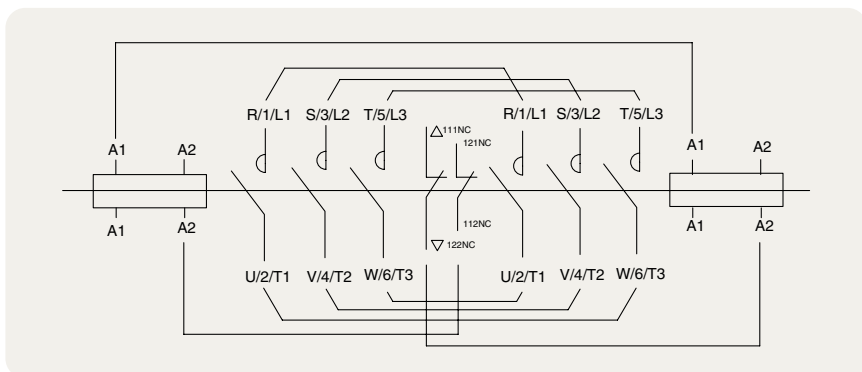 R/1/L1 S/3/L2 T/5/L3 R/1/L1 S/3/L2 T/5/L3
111NC
121NC
A1 A2 A1 A2
A1 A2 A1 A2
112NC
122NC
U/2/T1 V/4/T2 W/6/T3 U/2/T1 V/4/T2 W/6/T3